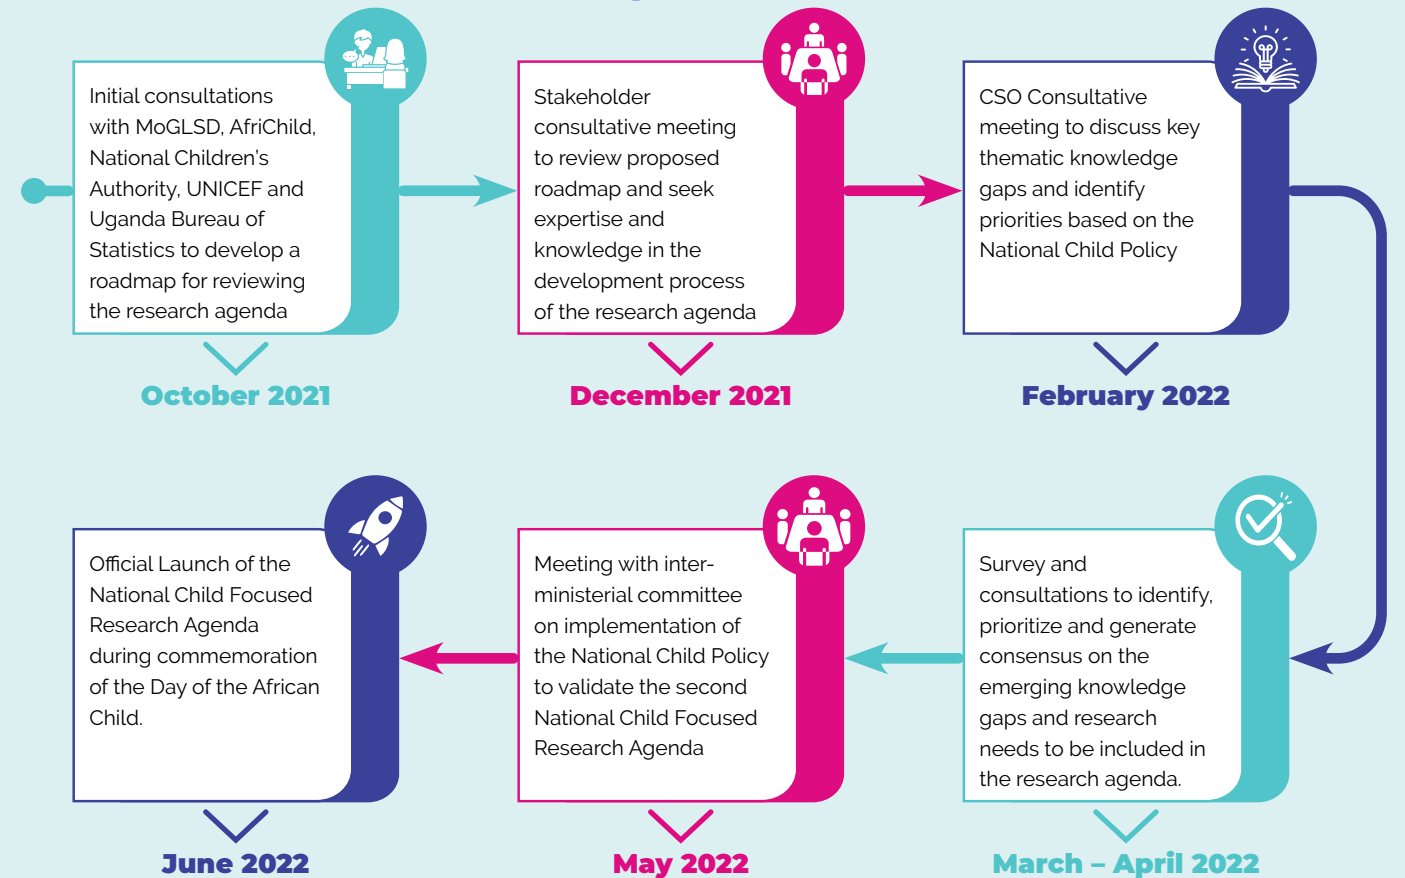 Initial consultations
with MoGLSD, AfriChild,
National Children's
Authority, UNICEF and
Uganda Bureau of
Statistics to develop a
roadmap for reviewing
the research agenda
October 2021
Stakeholder
consultative meeting
to review proposed
roadmap and seek
expertise and
knowledge in the
development process
of the research agenda
December 2021
CSO Consultative
meeting to discuss key
thematic knowledge
gaps and identify
priorities based on the
National Child Policy
February 2022
Survey and
consultations to identify,
prioritize and generate
consensus on the
emerging knowledge
gaps and research
needs to be included in
the research agenda.
March – April 2022
Meeting with inter-
ministerial committee
on implementation of
the National Child Policy
to validate the second
National Child Focused
Research Agenda
May 2022
Official Launch of the
National Child Focused
Research Agenda
during commemoration
of the Day of the African
Child.
June 2022